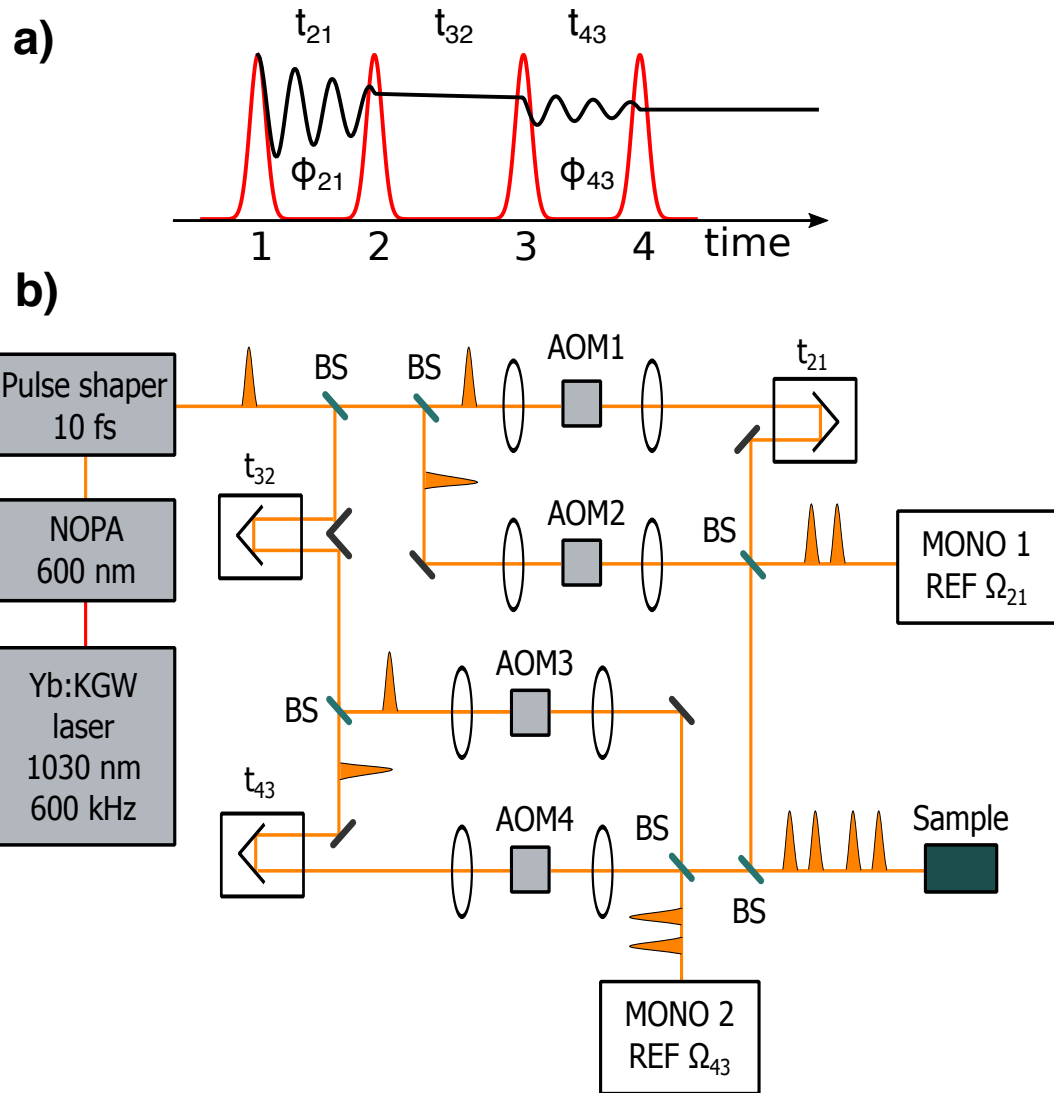 a)
t₂₁ t₃₂ t₄₃
Φ₂₁ Φ₄₃
1 2 3 4 time
b)
Pulse shaper
10 fs
NOPA
600 nm
Yb:KGW
laser
1030 nm
600 kHz
BS
BS
AOM1
t₂₁
t₃₂
AOM2
BS
MONO 1
REF Ω₂₁
BS
AOM3
t₄₃
AOM4
BS
BS
Sample
MONO 2
REF Ω₄₃